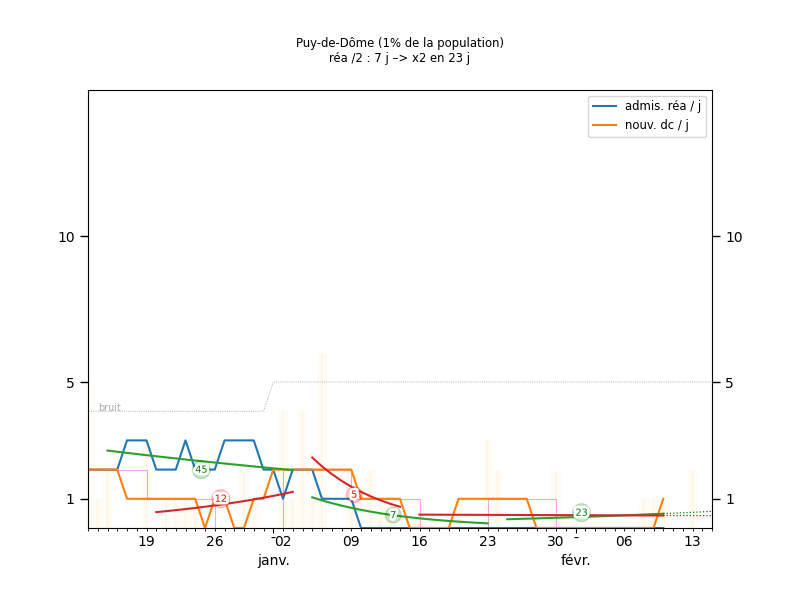 Puy-de-Dôme (1% de la population)
réa /2 : 7 j –> x2 en 23 j
admis. réa / j
nouv. dc / j
10
10
5
5
bruit
45
12
5
7
23
1
1
19
26
02
09
16
23
30
06
13
janv.
févr.